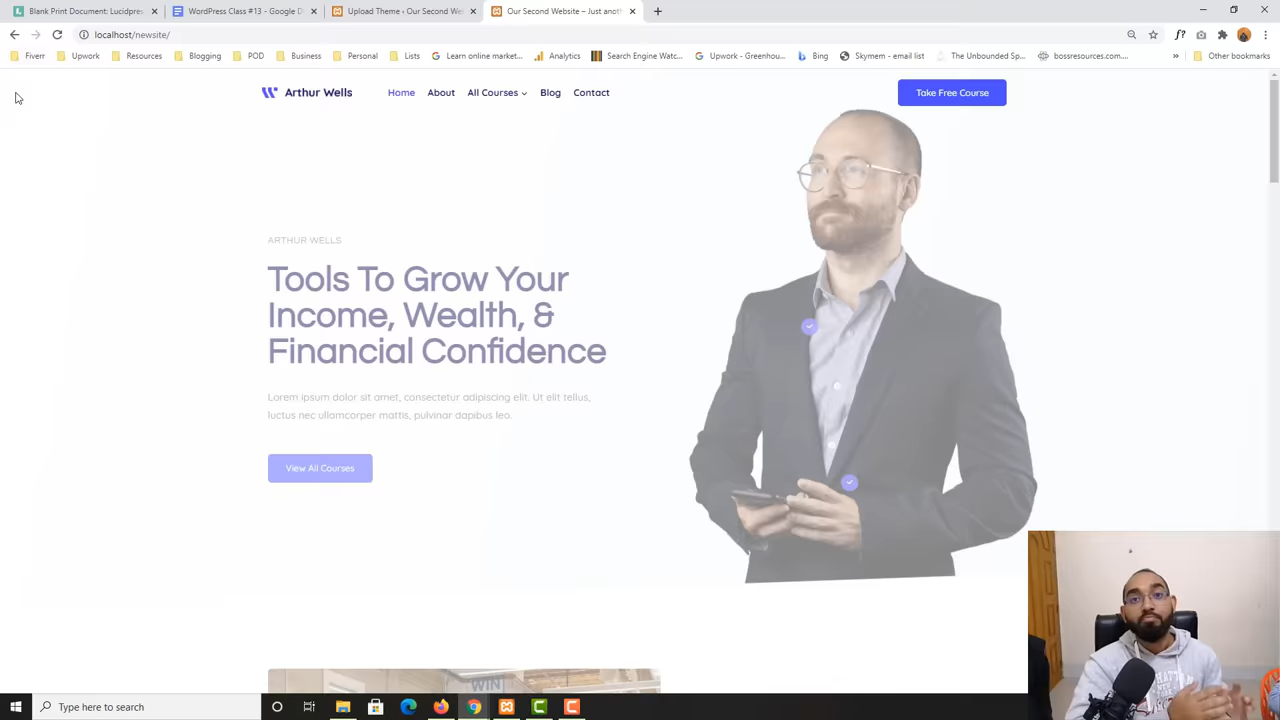 Blank Print Document: Lucidpres
WordPress Class #13 - Google D
Upload Theme ‹ Our Second We
Our Second Website – Just anot
localhost/newsite/
Fiverr
Upwork
Resources
Blogging
POD
Business
Personal
Lists
Learn online market...
Analytics
Search Engine Watc...
Upwork - Greenhou...
Bing
Skymem - email list
The Unbounded Sp...
bossresources.com....
Other bookmarks
Arthur Wells
Home
About
All Courses
Blog
Contact
Take Free Course
ARTHUR WELLS
Tools To Grow Your
Income, Wealth, &
Financial Confidence
Lorem ipsum dolor sit amet, consectetur adipiscing elit. Ut elit tellus,
luctus nec ullamcorper mattis, pulvinar dapibus leo.
View All Courses
WIN
Type here to search